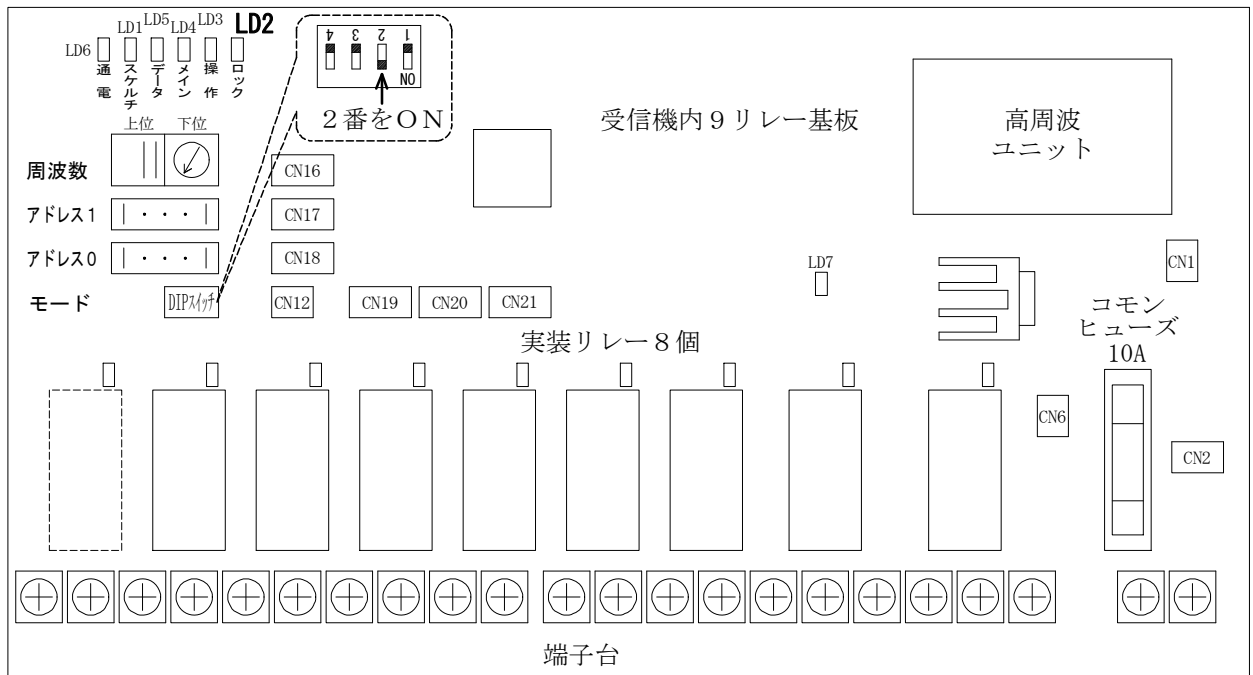 LD6 LD1 LD5 LD4 LD3 LD2
通電 スケルチ データ メイン 操作 ロック
4 3 2 1
ON
2番をON
受信機内9リレー基板
高周波
ユニット
上位 下位
周波数
CN16
アドレス1
CN17
アドレス0
CN18
モード
DIPスイッチ
CN12 CN19 CN20 CN21
LD7
CN1
コモン
ヒューズ
10A
実装リレー8個
CN6
CN2
端子台